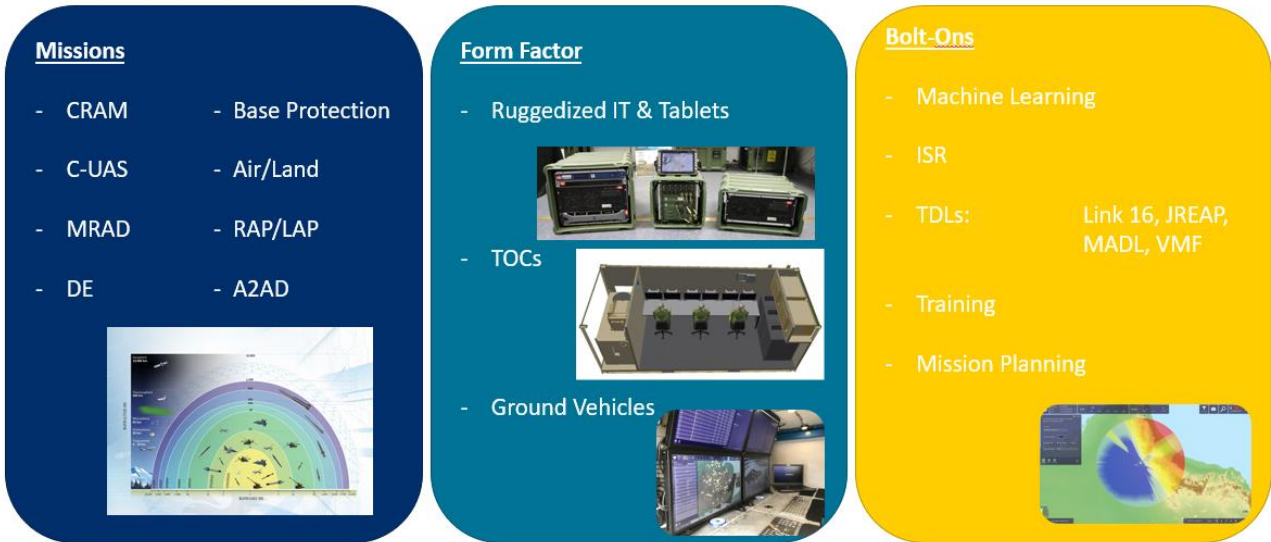 Missions
- CRAM
- C-UAS
- MRAD
- DE
- Base Protection
- Air/Land
- RAP/LAP
- A2AD
Form Factor
- Ruggedized IT & Tablets
- TOCs
- Ground Vehicles
Bolt-Ons
- Machine Learning
- ISR
- TDLs: Link 16, JREAP,
MADL, VMF
- Training
- Mission Planning